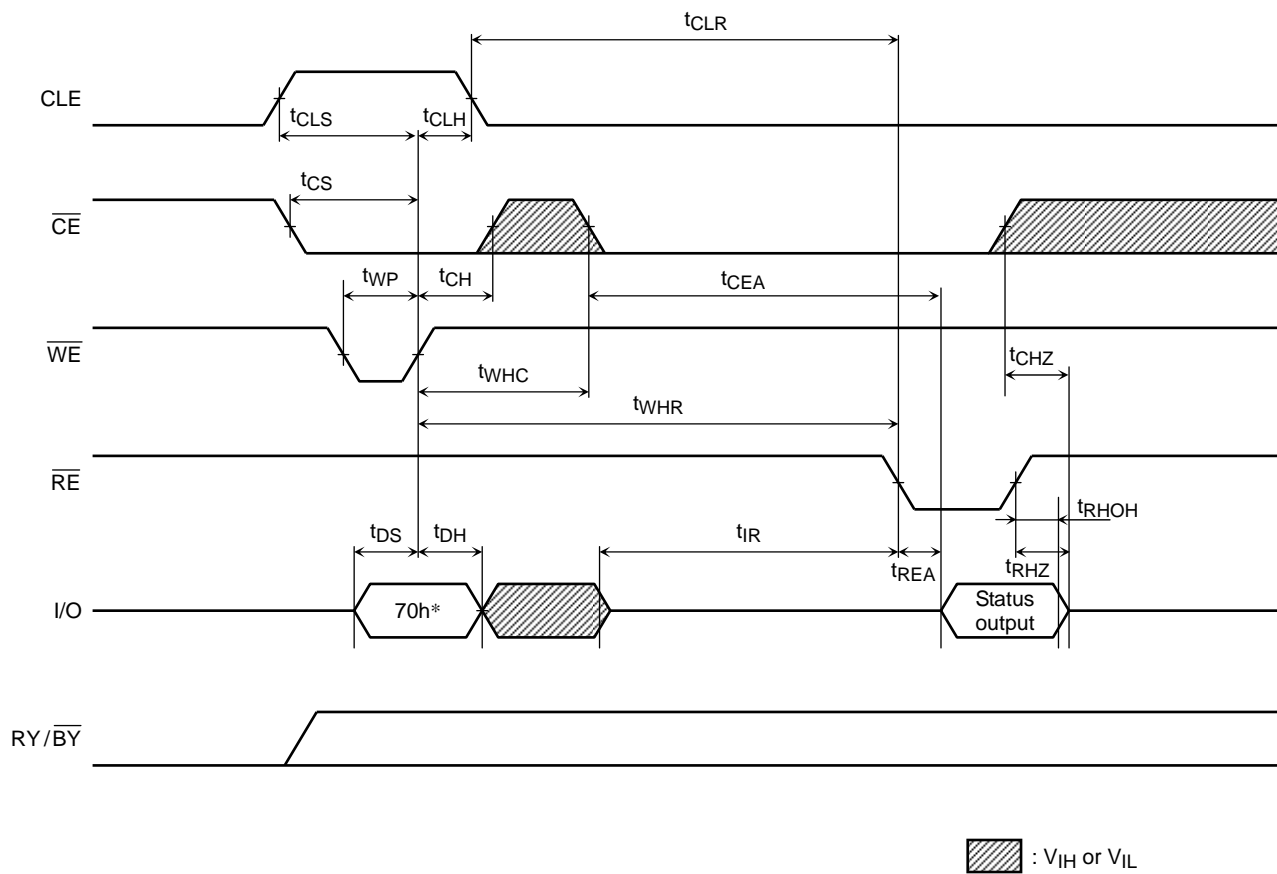 tCLR
CLE
tCLS tCLH
tCS
CE
tWP tCH tCEA
WE
tCHZ
tWHC
tWHR
RE
tRHOH
tDS tDH tIR
tREA tRHZ
I/O 70h* Status output
RY/BY
: VIH or VIL